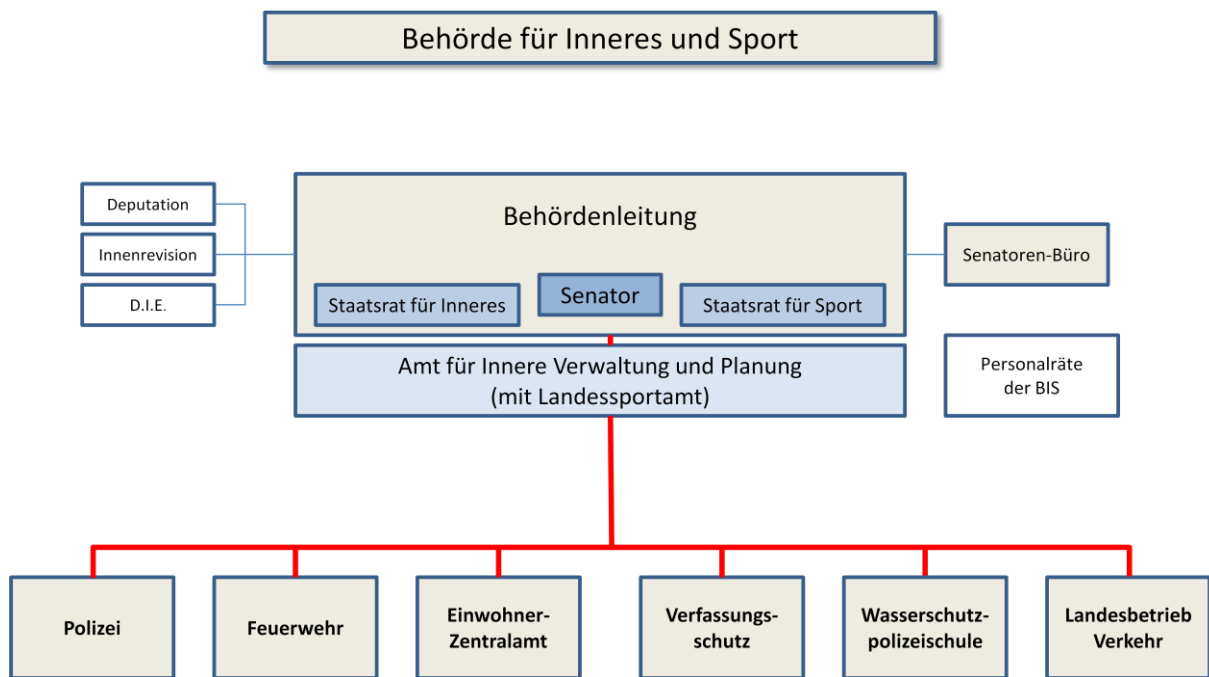 Behörde für Inneres und Sport
Deputation
Innenrevision
D.I.E.
Behördenleitung
Staatsrat für Inneres
Senator
Staatsrat für Sport
Senatoren-Büro
Amt für Innere Verwaltung und Planung
(mit Landessportamt)
Personalräte
der BIS
Polizei
Feuerwehr
Einwohner-
Zentralamt
Verfassungs-
schutz
Wasserschutz-
polizeischule
Landesbetrieb
Verkehr